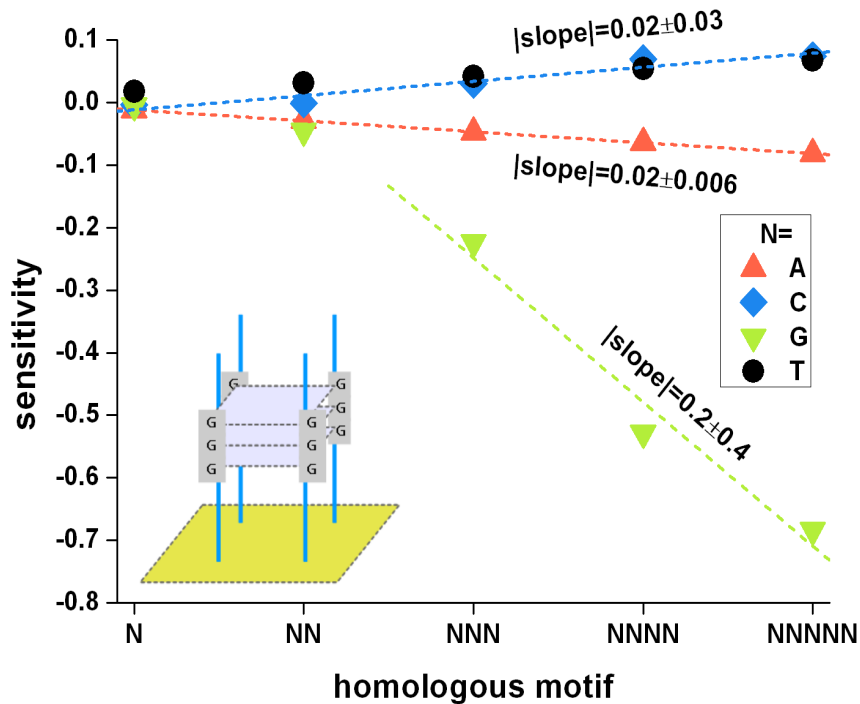 0.1
0.0
-0.1
-0.2
-0.3
-0.4
-0.5
-0.6
-0.7
-0.8
sensitivity
|slope|=0.02±0.03
|slope|=0.02±0.006
|slope|=0.2±0.4
N=
A
C
G
T
G
G
G
G
G
G
G
G
G
G
N
NN
NNN
NNNN
NNNNN
homologous motif